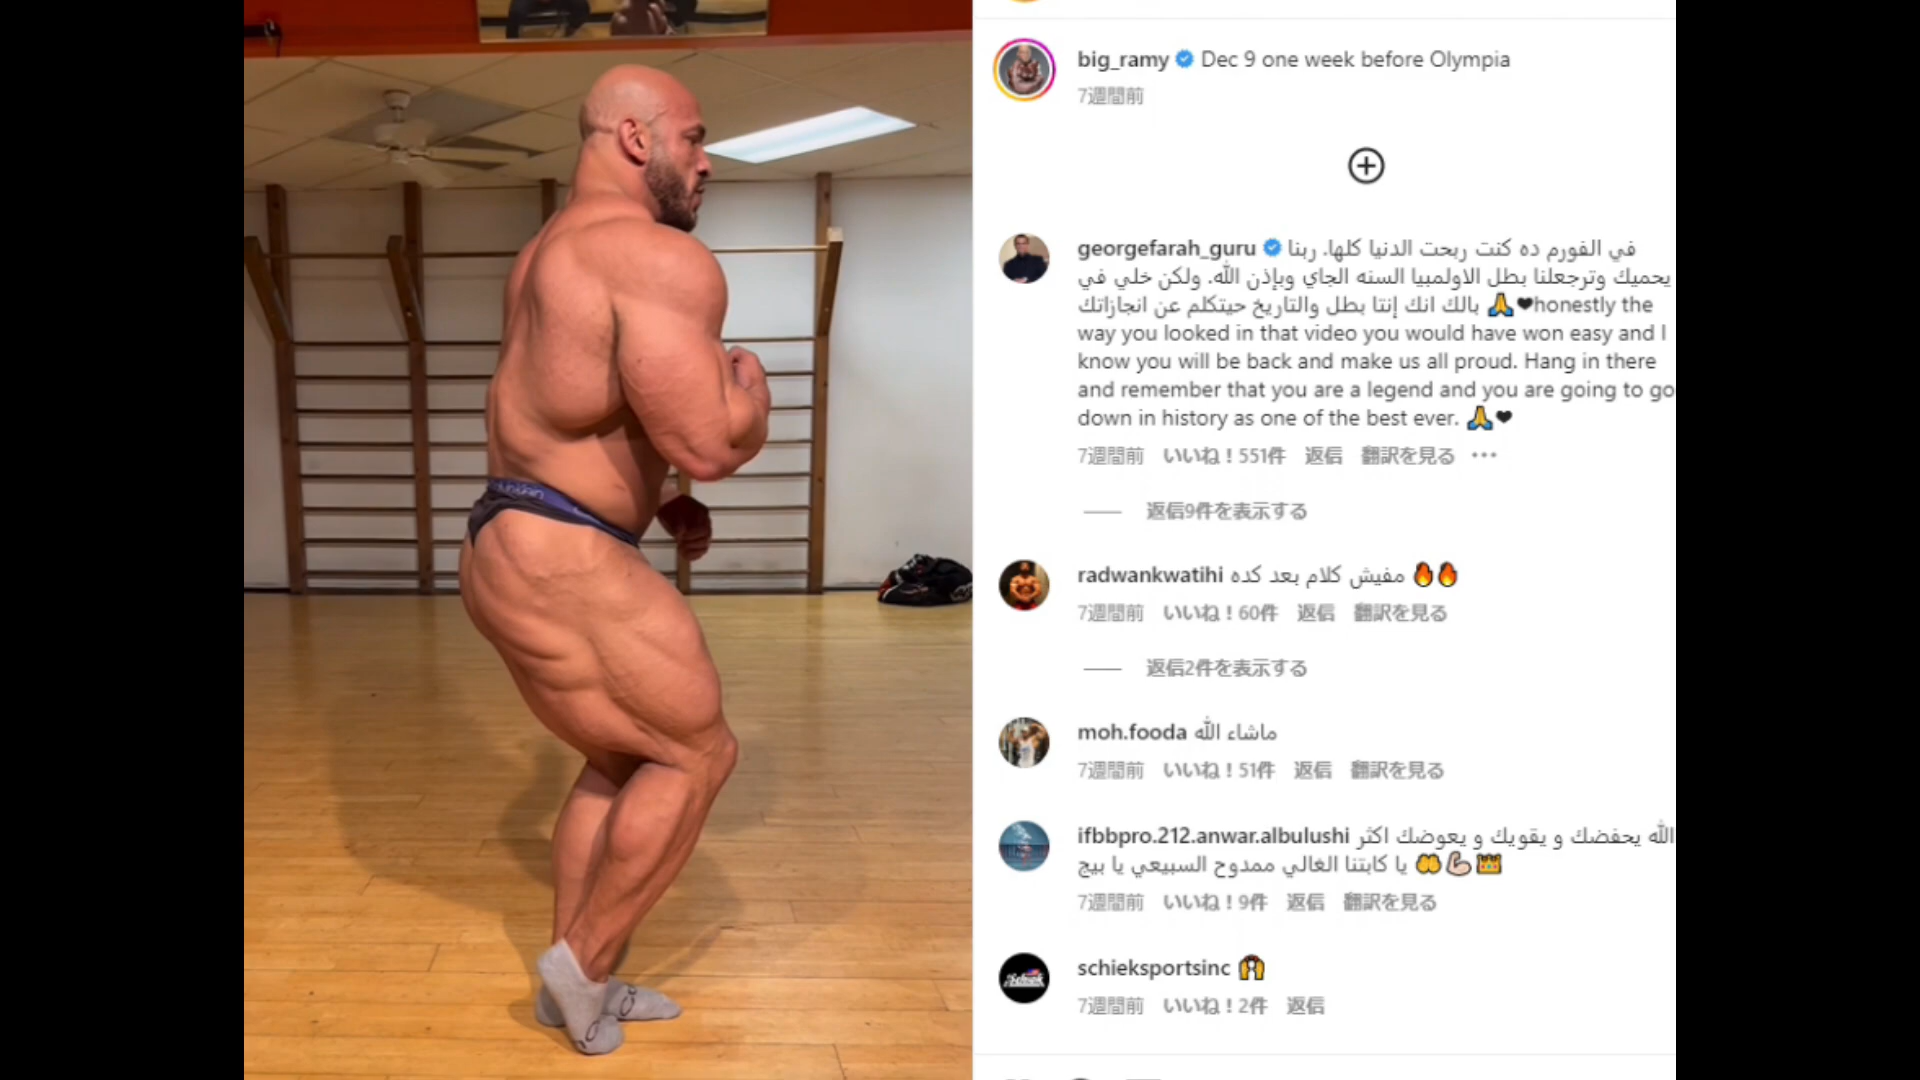 big_ramy Dec 9 one week before Olympia
7週間前
georgefarah_guru في الفورم ده كنت ربحت الدنيا كلها. ربنا
يحميك وترجعلنا بطل الاولمبيا السنه الجاي وبإذن الله. ولكن خلي في
بالك انك إنتا بطل والتاريخ حيتكلم عن انجازاتك 🙏❤honestly the
way you looked in that video you would have won easy and I
know you will be back and make us all proud. Hang in there
and remember that you are a legend and you are going to go
down in history as one of the best ever. 🙏❤
7週間前 いいね！551件 返信 翻訳を見る •••
返信9件を表示する
radwankwatihi مفيش كلام بعد كده 🔥🔥
7週間前 いいね！60件 返信 翻訳を見る
返信2件を表示する
moh.fooda ماشاء الله
7週間前 いいね！51件 返信 翻訳を見る
ifbbpro.212.anwar.albulushi الله يحفضك و يقويك و يعوضك اكثر
يا كابتنا الغالي ممدوح السبيعي يا بيج 🤲💪🏻👑
7週間前 いいね！9件 返信 翻訳を見る
schieksportsinc 🙌
7週間前 いいね！2件 返信